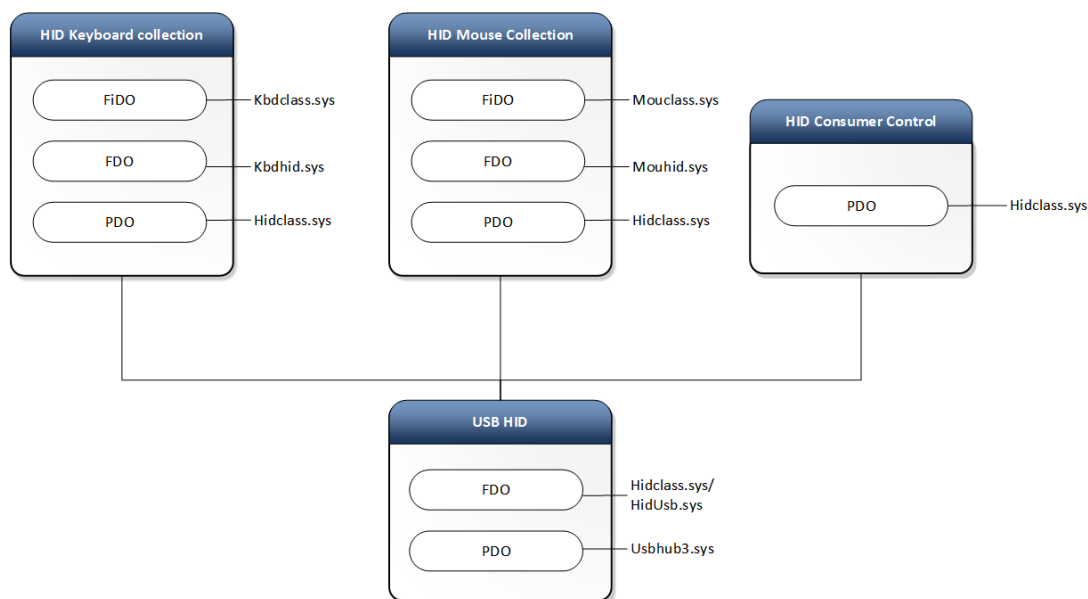 HID Keyboard collection
FiDO
Kbdclass.sys
FDO
Kbdhid.sys
PDO
Hidclass.sys
HID Mouse Collection
FiDO
Mouclass.sys
FDO
Mouhid.sys
PDO
Hidclass.sys
HID Consumer Control
PDO
Hidclass.sys
USB HID
FDO
Hidclass.sys/
HidUsb.sys
PDO
Usbhub3.sys